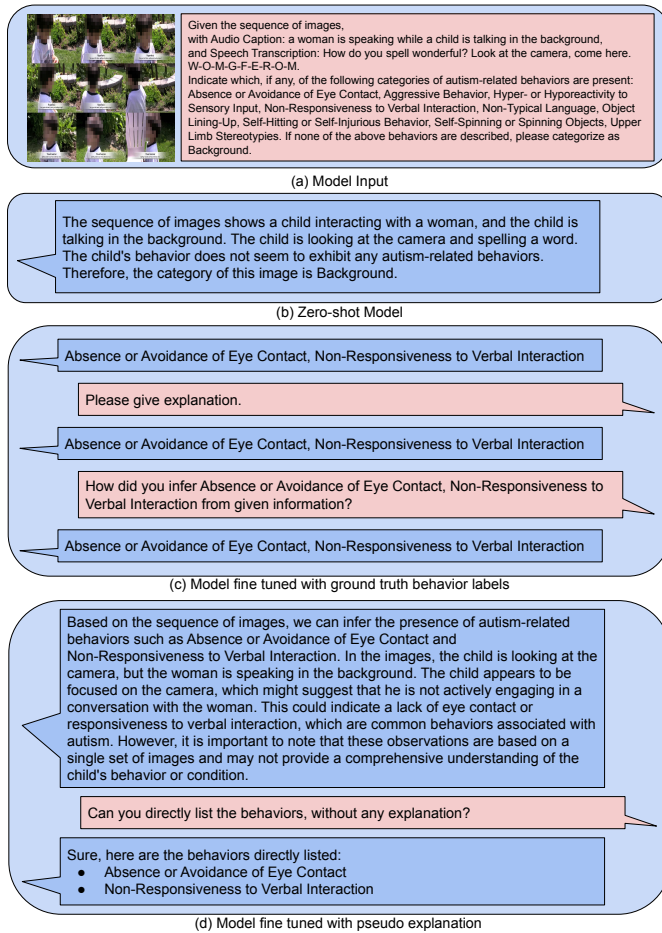 Given the sequence of images,
with Audio Caption: a woman is speaking while a child is talking in the background,
and Speech Transcription: How do you spell wonderful? Look at the camera, come here.
W-O-M-G-F-E-R-O-M.
Indicate which, if any, of the following categories of autism-related behaviors are present:
Absence or Avoidance of Eye Contact, Aggressive Behavior, Hyper- or Hyporeactivity to
Sensory Input, Non-Responsiveness to Verbal Interaction, Non-Typical Language, Object
Lining-Up, Self-Hitting or Self-Injurious Behavior, Self-Spinning or Spinning Objects, Upper
Limb Stereotypies. If none of the above behaviors are described, please categorize as
Background.
(a) Model Input
The sequence of images shows a child interacting with a woman, and the child is
talking in the background. The child is looking at the camera and spelling a word.
The child's behavior does not seem to exhibit any autism-related behaviors.
Therefore, the category of this image is Background.
(b) Zero-shot Model
Absence or Avoidance of Eye Contact, Non-Responsiveness to Verbal Interaction
Please give explanation.
Absence or Avoidance of Eye Contact, Non-Responsiveness to Verbal Interaction
How did you infer Absence or Avoidance of Eye Contact, Non-Responsiveness to
Verbal Interaction from given information?
Absence or Avoidance of Eye Contact, Non-Responsiveness to Verbal Interaction
(c) Model fine tuned with ground truth behavior labels
Based on the sequence of images, we can infer the presence of autism-related
behaviors such as Absence or Avoidance of Eye Contact and
Non-Responsiveness to Verbal Interaction. In the images, the child is looking at the
camera, but the woman is speaking in the background. The child appears to be
focused on the camera, which might suggest that he is not actively engaging in a
conversation with the woman. This could indicate a lack of eye contact or
responsiveness to verbal interaction, which are common behaviors associated with
autism. However, it is important to note that these observations are based on a
single set of images and may not provide a comprehensive understanding of the
child's behavior or condition.
Can you directly list the behaviors, without any explanation?
Sure, here are the behaviors directly listed:
● Absence or Avoidance of Eye Contact
● Non-Responsiveness to Verbal Interaction
(d) Model fine tuned with pseudo explanation